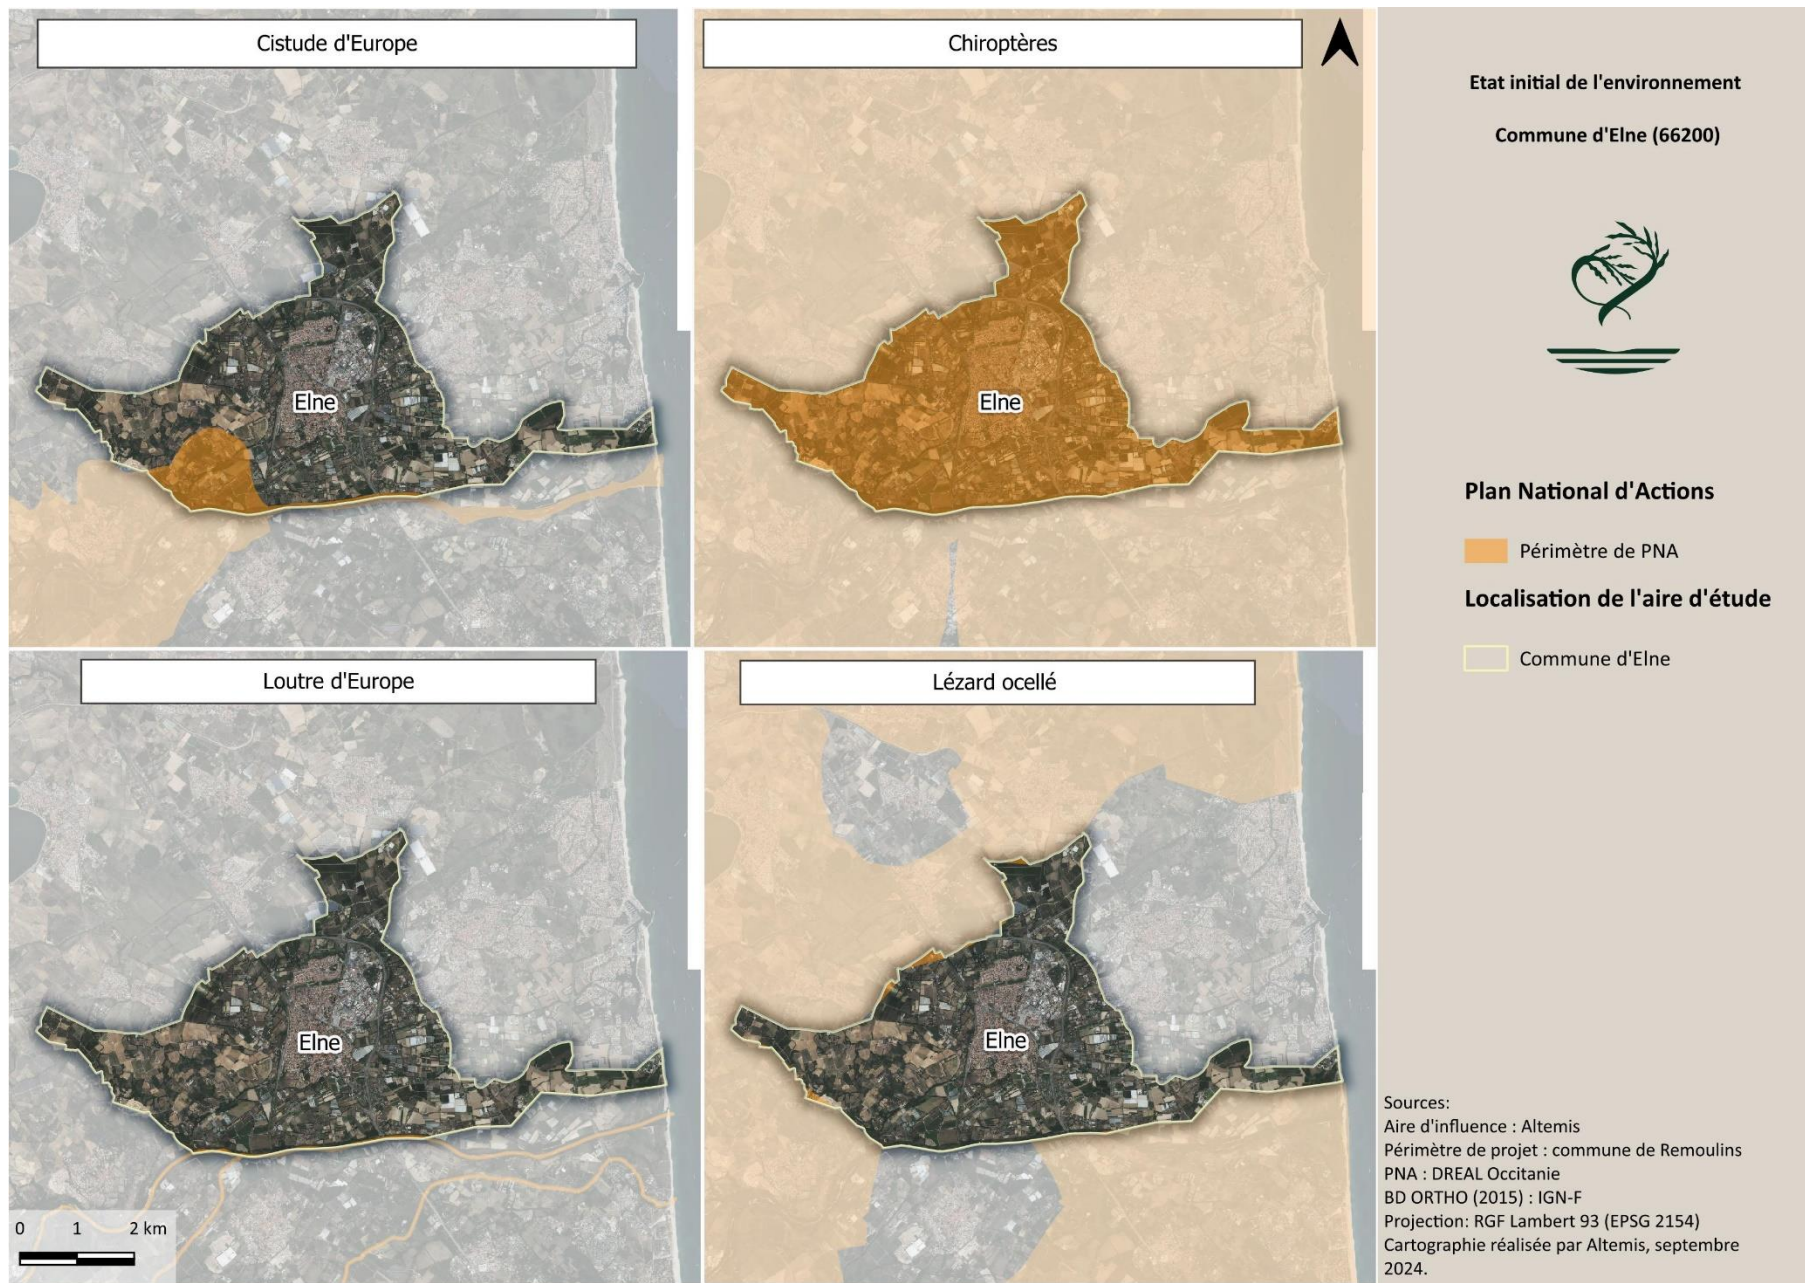 Cistude d'Europe
Chiroptères
Elne
Elne
Loutre d'Europe
Lézard ocellé
Elne
Elne
0 1 2 km
Etat initial de l'environnement
Commune d'Elne (66200)
Plan National d'Actions
Périmètre de PNA
Localisation de l'aire d'étude
Commune d'Elne
Sources:
Aire d'influence : Altemis
Périmètre de projet : commune de Remoulins
PNA : DREAL Occitanie
BD ORTHO (2015) : IGN-F
Projection: RGF Lambert 93 (EPSG 2154)
Cartographie réalisée par Altemis, septembre
2024.